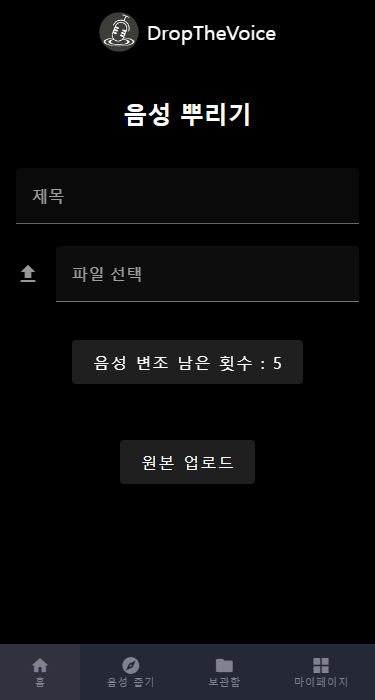 DropTheVoice
음성 뿌리기
제목
파일 선택
음성 변조 남은 횟수 : 5
원본 업로드
홈
음성 줍기
보관함
마이페이지